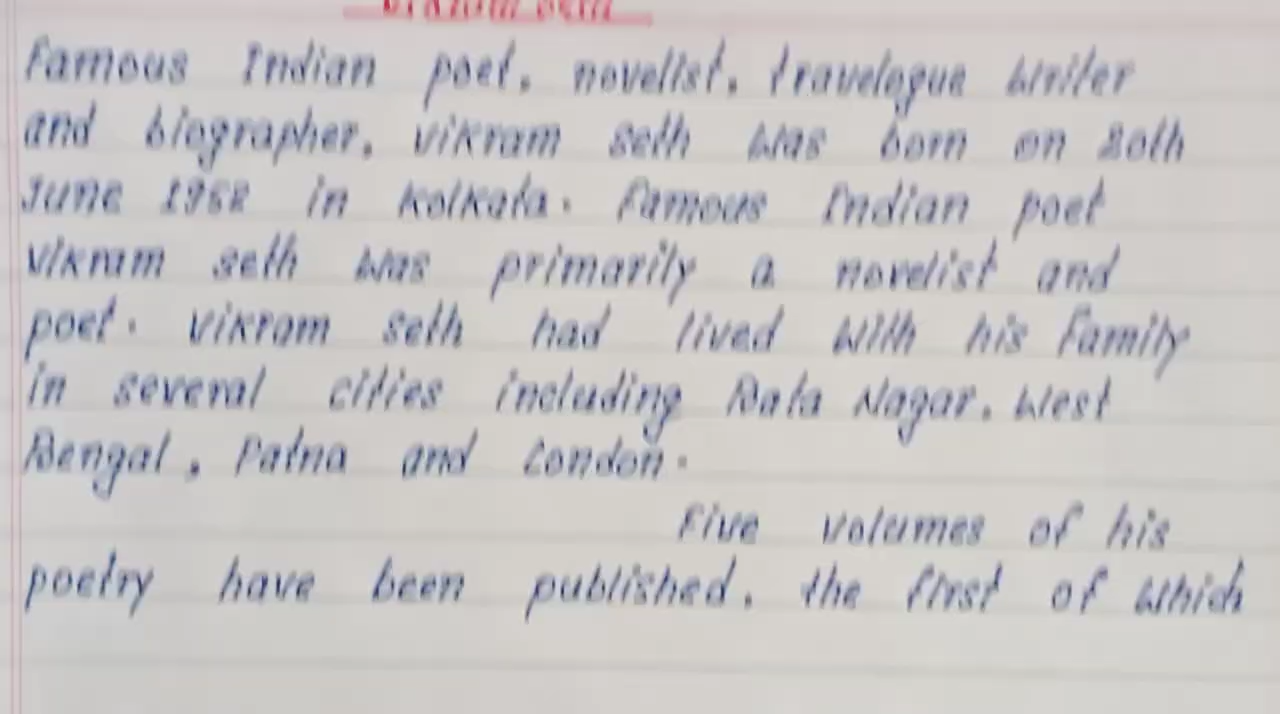 Vikram Seth
Famous Indian poet, novelist, travelogue writer
and biographer, Vikram Seth was born on 20th
June 1952 in Kolkata. Famous Indian poet
Vikram Seth was primarily a novelist and
poet. Vikram Seth had lived with his family
in several cities including Bata Nagar, West
Bengal, Patna and London.
Five volumes of his
poetry have been published, the first of which